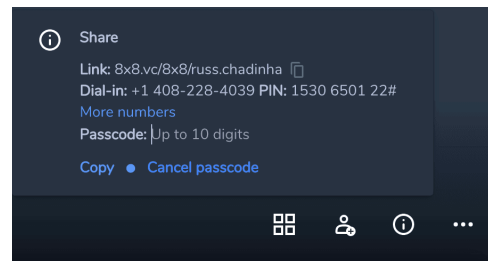 Share
Link: 8x8.vc/8x8/russ.chadinha
Dial-in: +1 408-228-4039 PIN: 1530 6501 22#
More numbers
Passcode: Up to 10 digits
Copy ● Cancel passcode